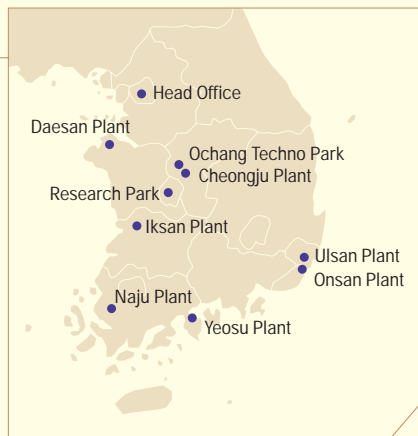 Head Office
Daesan Plant
Ochang Techno Park
Cheongju Plant
Research Park
Iksan Plant
Ulsan Plant
Onsan Plant
Naju Plant
Yeosu Plant